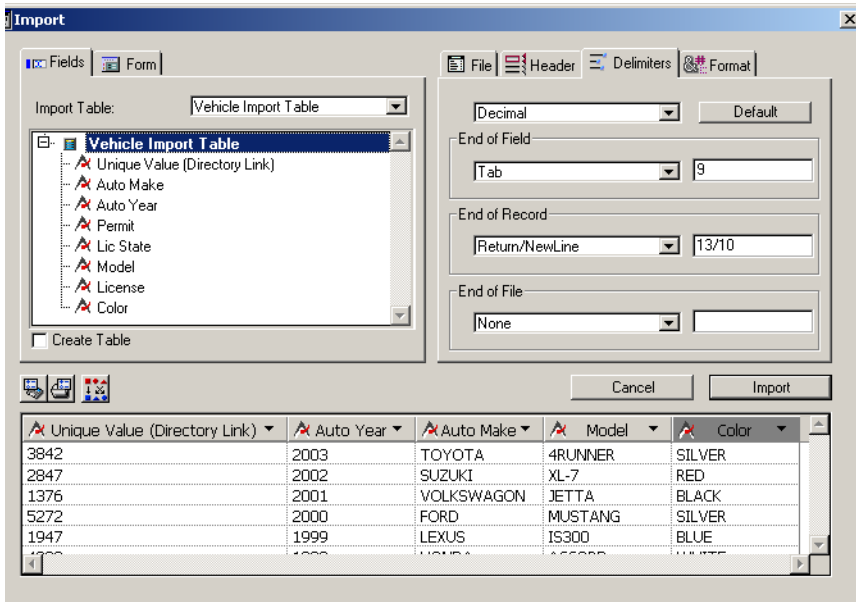 Import
Fields Form
Import Table: Vehicle Import Table
Vehicle Import Table
Unique Value (Directory Link)
Auto Make
Auto Year
Permit
Lic State
Model
License
Color
Create Table
File Header Delimiters Format
Decimal Default
End of Field
Tab 9
End of Record
Return/NewLine 13/10
End of File
None
Cancel Import
Unique Value (Directory Link) Auto Year Auto Make Model Color
3842 2003 TOYOTA 4RUNNER SILVER
2847 2002 SUZUKI XL-7 RED
1376 2001 VOLKSWAGON JETTA BLACK
5272 2000 FORD MUSTANG SILVER
1947 1999 LEXUS IS300 BLUE